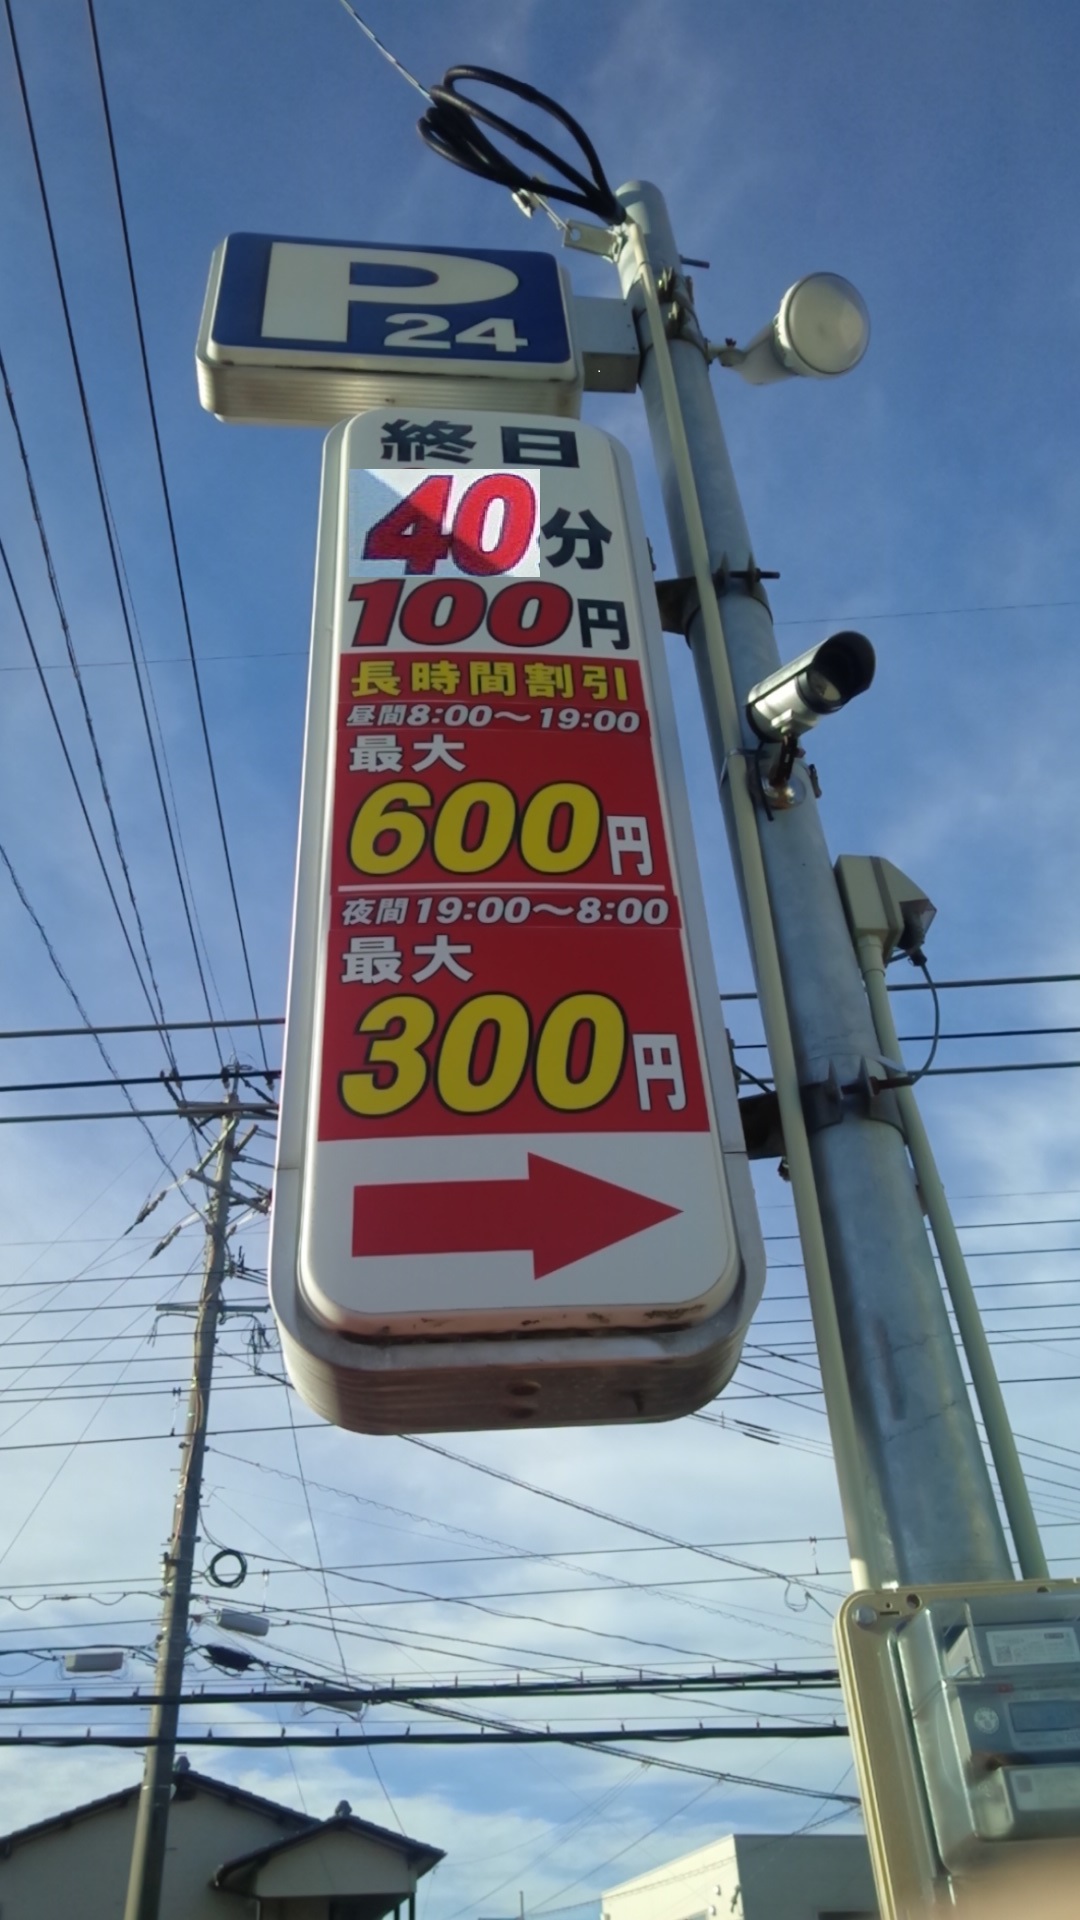 P24
終日
40分
100円
長時間割引
昼間8:00～19:00
最大
600円
夜間19:00～8:00
最大
300円